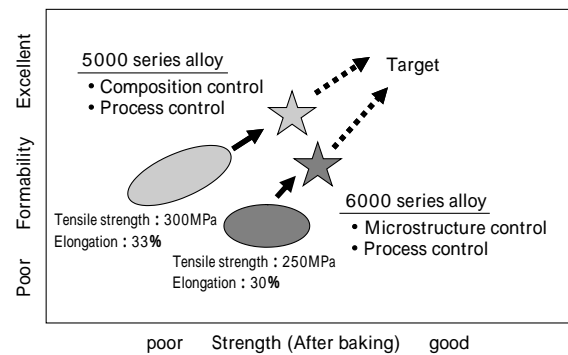 Excellent
Formability
Poor
5000 series alloy
• Composition control
• Process control
Target
Tensile strength : 300MPa
Elongation : 33%
6000 series alloy
• Microstructure control
• Process control
Tensile strength : 250MPa
Elongation : 30%
poor Strength (After baking) good